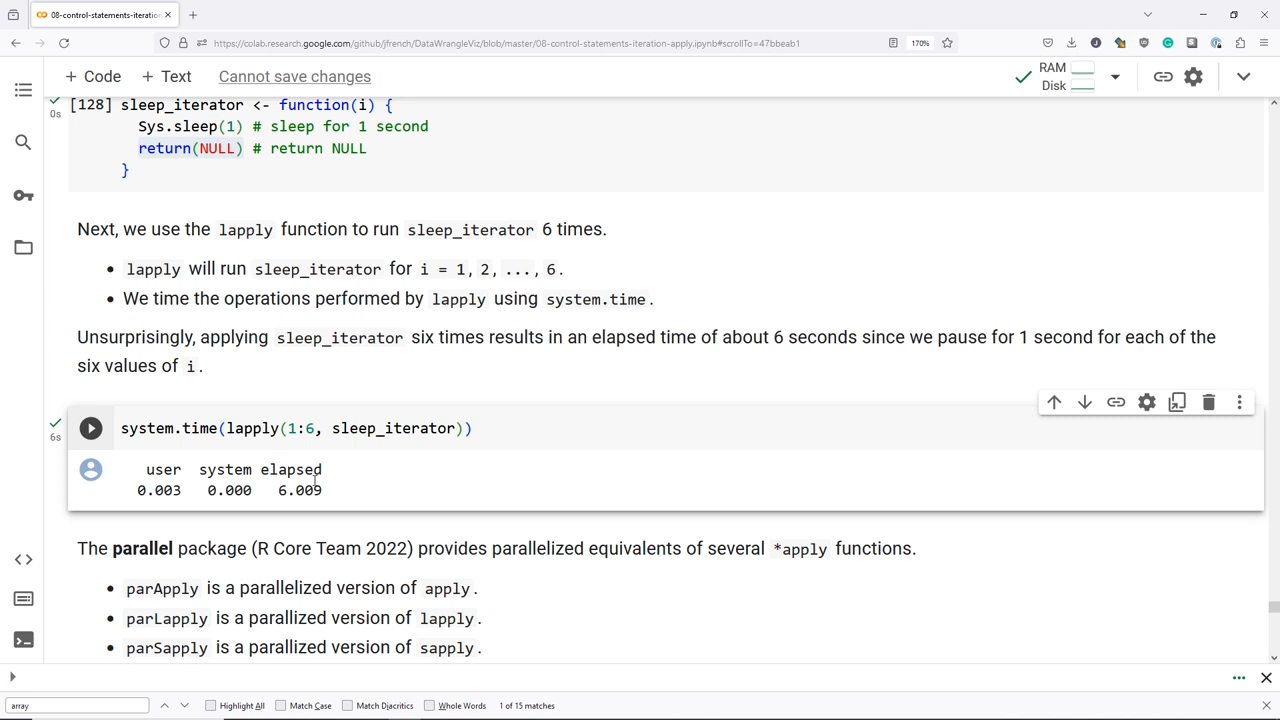 08-control-statements-iteration
https://colab.research.google.com/github/jfrench/DataWrangleViz/blob/master/08-control-statements-iteration-apply.ipynb#scrollTo=47bbeab1
170%
+ Code + Text Cannot save changes
RAM
Disk
[128] sleep_iterator <- function(i) {
0s
Sys.sleep(1) # sleep for 1 second
return(NULL) # return NULL
}
Next, we use the lapply function to run sleep_iterator 6 times.
• lapply will run sleep_iterator for i = 1, 2, ..., 6.
• We time the operations performed by lapply using system.time.
Unsurprisingly, applying sleep_iterator six times results in an elapsed time of about 6 seconds since we pause for 1 second for each of the
six values of i.
system.time(lapply(1:6, sleep_iterator))
6s
user system elapsed
0.003 0.000 6.009
The parallel package (R Core Team 2022) provides parallelized equivalents of several *apply functions.
• parApply is a parallelized version of apply.
• parLapply is a parallized version of lapply.
• parSapply is a parallized version of sapply.
array
Highlight All Match Case Match Diacritics Whole Words 1 of 15 matches